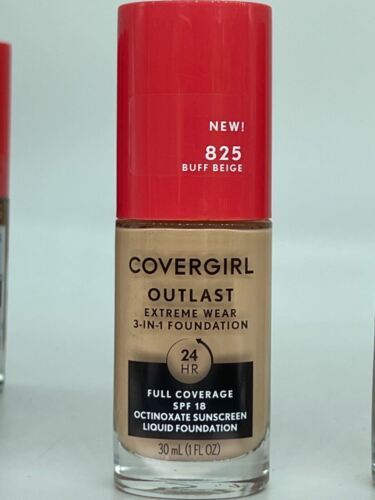 NEW!
825
BUFF BEIGE
COVERGIRL
OUTLAST
EXTREME WEAR
3-IN-1 FOUNDATION
24
HR
FULL COVERAGE
SPF 18
OCTINOXATE SUNSCREEN
LIQUID FOUNDATION
30 mL (1 FL OZ)